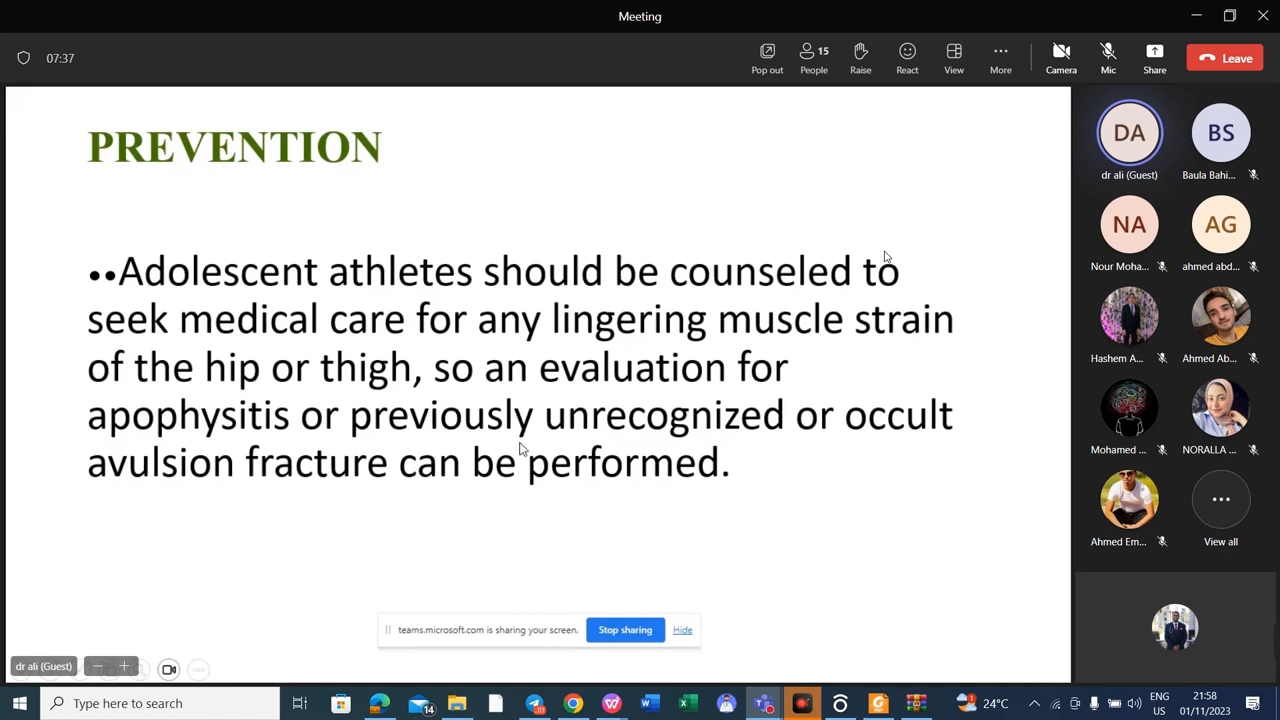 Meeting
07:37
Pop out
15
People
Raise
React
View
More
Camera
Mic
Share
Leave
PREVENTION
••Adolescent athletes should be counseled to
seek medical care for any lingering muscle strain
of the hip or thigh, so an evaluation for
apophysitis or previously unrecognized or occult
avulsion fracture can be performed.
teams.microsoft.com is sharing your screen.
Stop sharing
Hide
dr ali (Guest)
DA
dr ali (Guest)
BS
Baula Bahi...
NA
Nour Moha...
AG
ahmed abd...
Hashem A...
Ahmed Ab...
Mohamed ...
NORALLA ...
Ahmed Em...
View all
Type here to search
14
24°C
ENG
US
21:58
01/11/2023